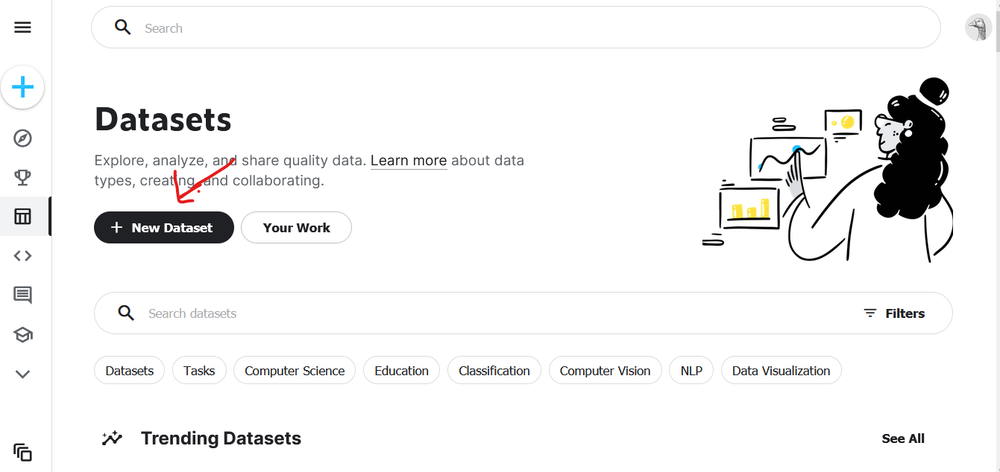 Search
Datasets
Explore, analyze, and share quality data. Learn more about data
types, creating, and collaborating.
+ New Dataset
Your Work
Search datasets
Filters
Datasets
Tasks
Computer Science
Education
Classification
Computer Vision
NLP
Data Visualization
Trending Datasets
See All